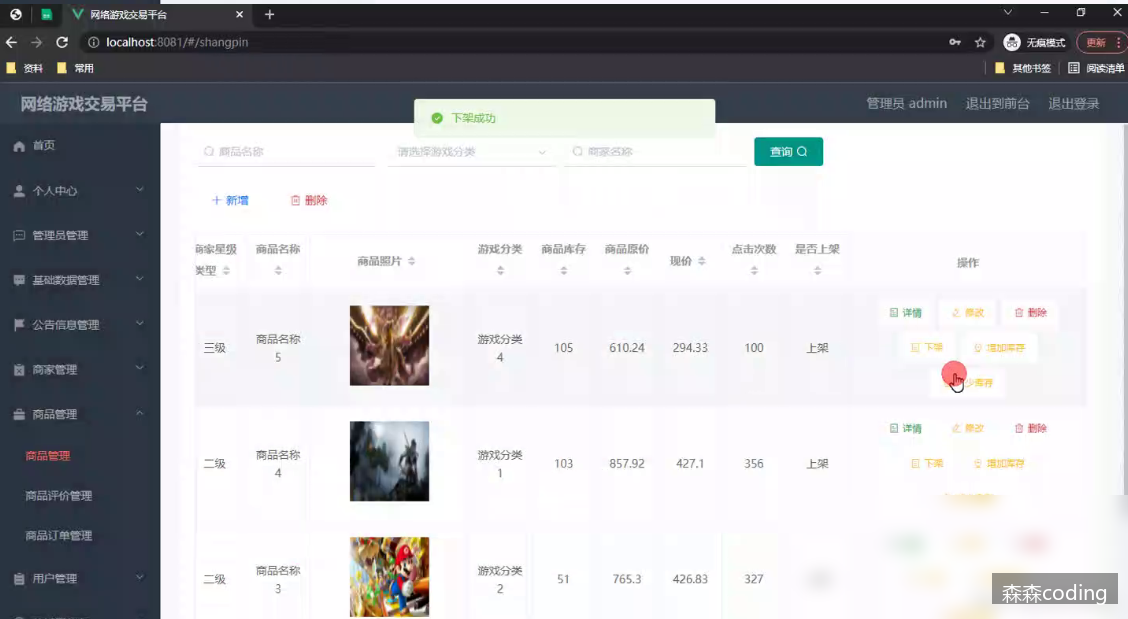 网络游戏交易平台
localhost:8081/#/shangpin
无痕模式
更新
资料
常用
其他书签
阅读清单
网络游戏交易平台
管理员 admin
退出到前台
退出登录
下架成功
首页
个人中心
管理员管理
基础数据管理
公告信息管理
商家管理
商品管理
商品管理
商品评价管理
商品订单管理
用户管理
商品名称
请选择游戏分类
商家名称
查询
新增
删除
商家星级类型
商品名称
商品照片
游戏分类
商品库存
商品原价
现价
点击次数
是否上架
操作
三级
商品名称5
游戏分类4
105
610.24
294.33
100
上架
详情
修改
删除
下架
增加库存
少库存
二级
商品名称4
游戏分类1
103
857.92
427.1
356
上架
详情
修改
删除
下架
增加库存
二级
商品名称3
游戏分类2
51
765.3
426.83
327
森森coding